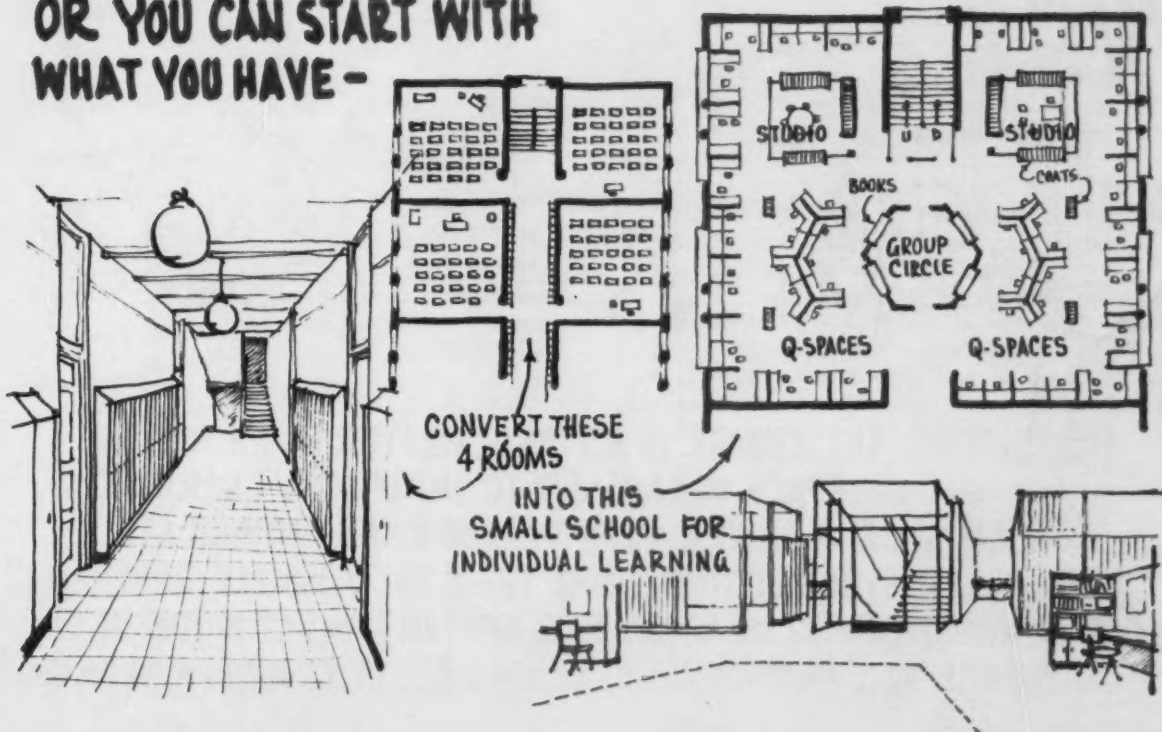 OR YOU CAN START WITH
WHAT YOU HAVE -
STUDIO
U D
STUDIO
COATS
BOOKS
GROUP
CIRCLE
Q-SPACES
Q-SPACES
CONVERT THESE
4 ROOMS
INTO THIS
SMALL SCHOOL FOR
INDIVIDUAL LEARNING